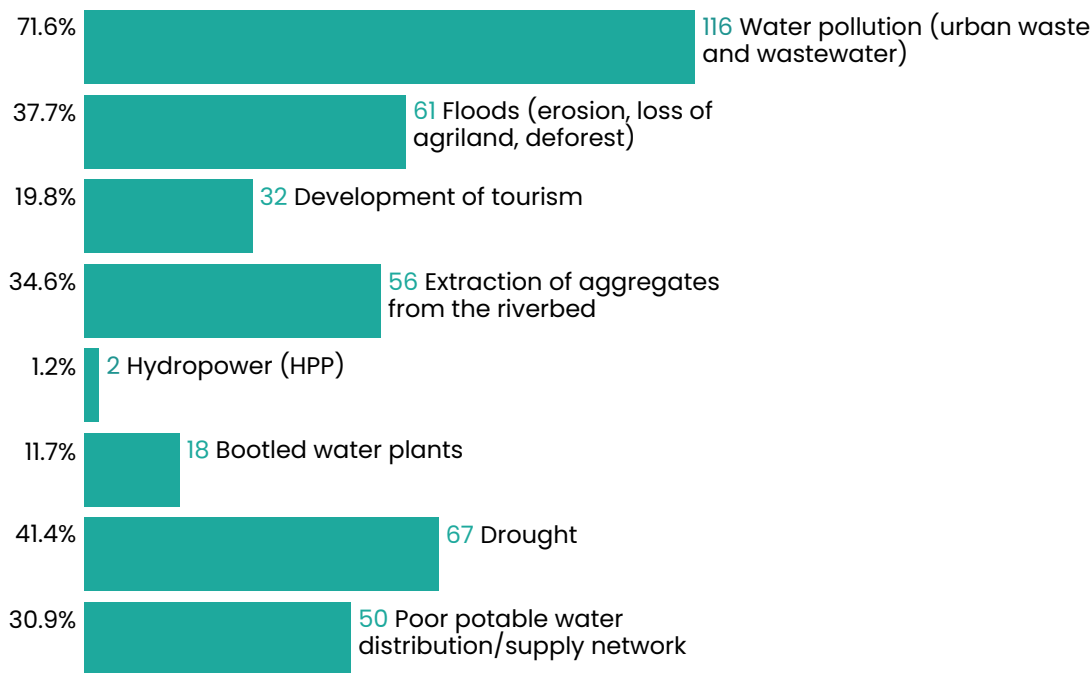 71.6%
116 Water pollution (urban waste
and wastewater)
37.7%
61 Floods (erosion, loss of
agriland, deforest)
19.8%
32 Development of tourism
34.6%
56 Extraction of aggregates
from the riverbed
1.2%
2 Hydropower (HPP)
11.7%
18 Bootled water plants
41.4%
67 Drought
30.9%
50 Poor potable water
distribution/supply network